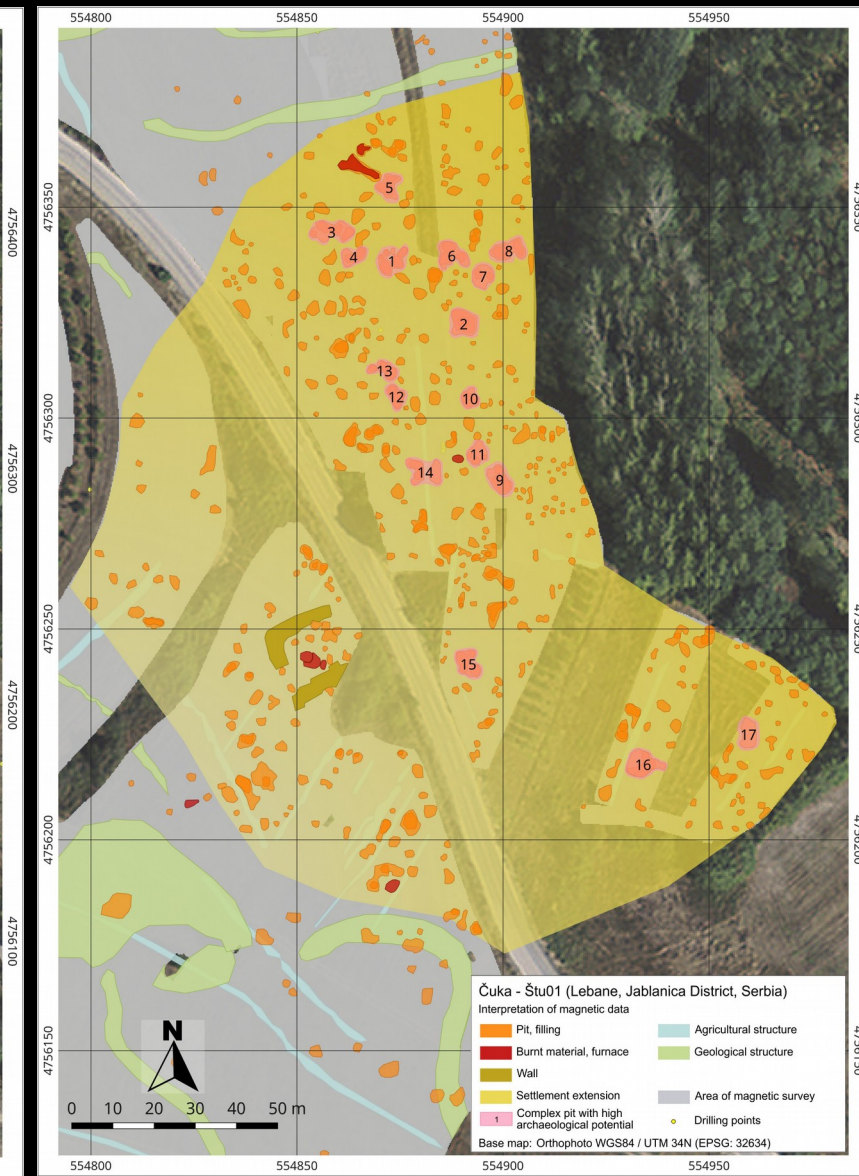 554800 554850 554900 554950
4756350
4756400
5
3
8
4
1
6
7
2
13
12
10
4756300
4756300
11
14
9
4756250
15
4756200
17
16
4756200
4756100
Čuka - Štu01 (Lebane, Jablanica District, Serbia)
Interpretation of magnetic data
Pit, filling
Agricultural structure
Burnt material, furnace
Geological structure
Wall
Settlement extension
Area of magnetic survey
1
Complex pit with high
archaeological potential
Drilling points
Base map: Orthophoto WGS84 / UTM 34N (EPSG: 32634)
4756150
N
0 10 20 30 40 50 m
554800 554850 554900 554950